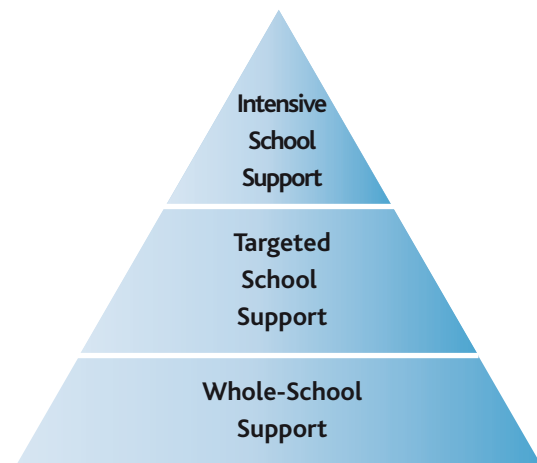 Intensive
School
Support
Targeted
School
Support
Whole-School
Support